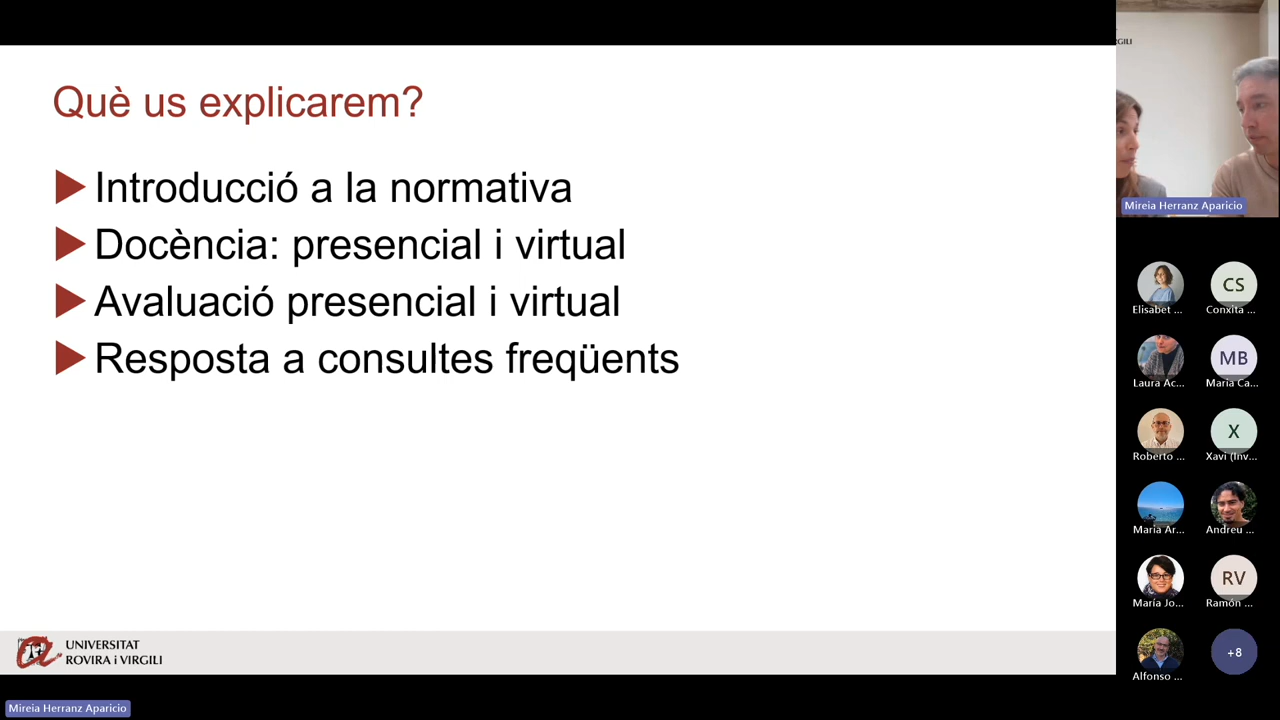 Què us explicarem?
Introducció a la normativa
Docència: presencial i virtual
Avaluació presencial i virtual
Resposta a consultes freqüents
UNIVERSITAT
ROVIRA i VIRGILI
Mireia Herranz Aparicio
RGILI
Mireia Herranz Aparicio
CS
Elisabet ...
Conxita ...
MB
Laura Ac...
Maria Ca...
X
Roberto ...
Xavi (Inv...
Maria Ar...
Andreu ...
RV
María Jo...
Ramón ...
+8
Alfonso ...